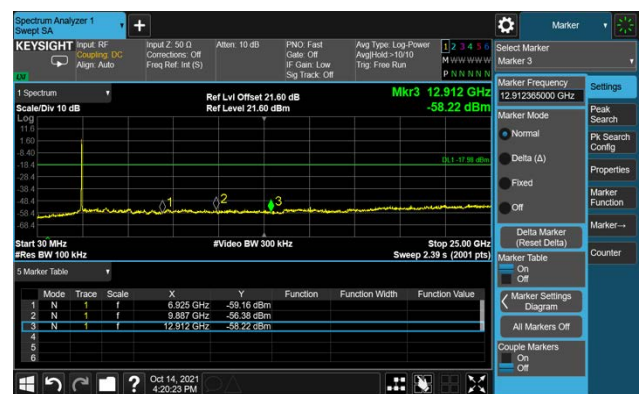 Spectrum Analyzer 1
Swept SA
Marker
KEYSIGHT
Input: RF
Coupling: DC
Align: Auto
Input Z: 50 Ω
Corrections: Off
Freq Ref: Int (S)
Atten: 10 dB
PNO: Fast
Gate: Off
IF Gain: Low
Sig Track: Off
Avg Type: Log-Power
Avg|Hold:>10/10
Trig: Free Run
1 2 3 4 5 6
M W W W W W
P N N N N N
Select Marker
Marker 3
LXI
1 Spectrum
Scale/Div 10 dB
Ref Lvl Offset 21.60 dB
Ref Level 21.60 dBm
Mkr3 12.912 GHz
-58.22 dBm
Log
11.6
1.60
-8.40
-18.4
-28.4
-38.4
-48.4
-58.4
-68.4
DL1 -17.98 dBm
1
2
3
Start 30 MHz
#Res BW 100 kHz
#Video BW 300 kHz
Stop 25.00 GHz
Sweep 2.39 s (2001 pts)
5 Marker Table
Mode Trace Scale X Y Function Function Width Function Value
1 N 1 f 6.925 GHz -59.16 dBm
2 N 1 f 9.887 GHz -56.38 dBm
3 N 1 f 12.912 GHz -58.22 dBm
4
5
6
Marker Frequency
12.912365000 GHz
Marker Mode
Normal
Delta (Δ)
Fixed
Off
Delta Marker
(Reset Delta)
Marker Table
On
Off
Marker Settings
Diagram
All Markers Off
Couple Markers
On
Off
Settings
Peak
Search
Pk Search
Config
Properties
Marker
Function
Marker→
Counter
?
Oct 14, 2021
4:20:23 PM